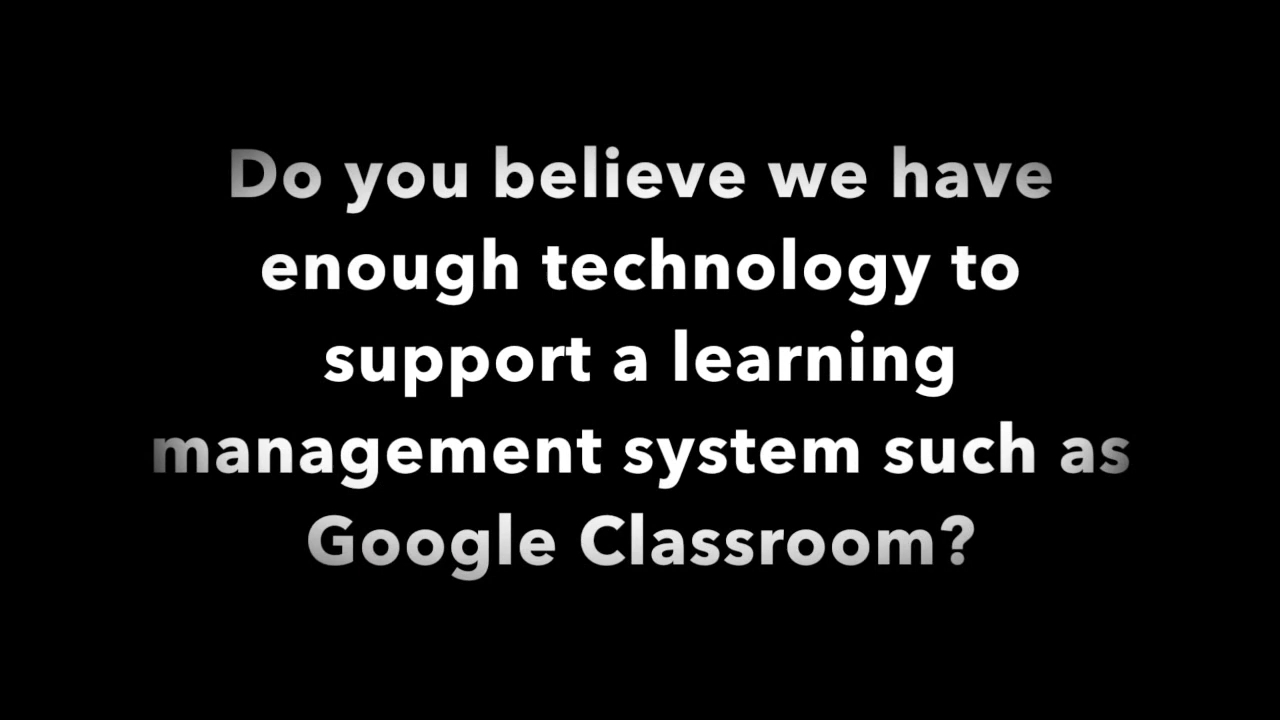 Do you believe we have
enough technology to
support a learning
management system such as
Google Classroom?